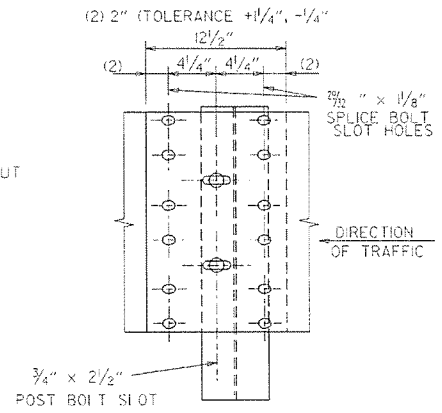 (2) 2" (TOLERANCE +1 1/4", -1/4"
12 1/2"
(2) 4 1/4" 4 1/4" (2)
29/32" × 1 1/8"
SPLICE BOLT
SLOT HOLES
UT
DIRECTION
OF TRAFFIC
3/4" × 2 1/2"
POST BOLT SLOT